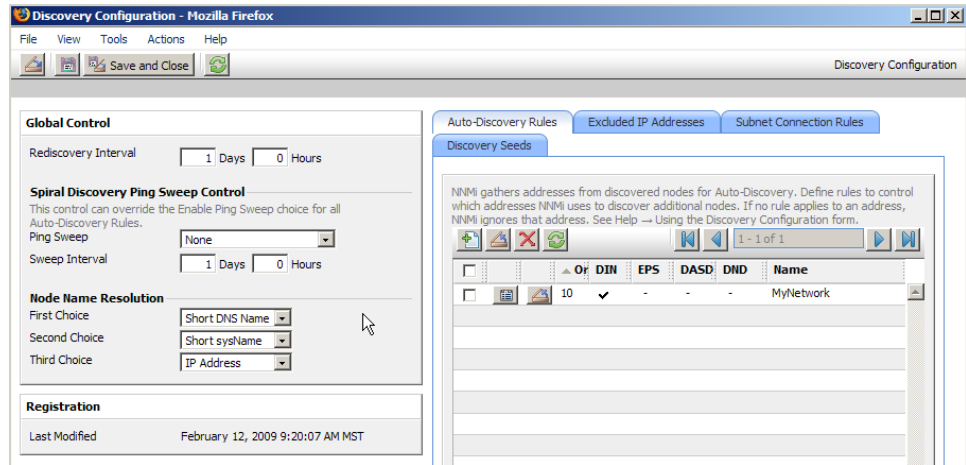 Discovery Configuration - Mozilla Firefox
File View Tools Actions Help
Save and Close
Discovery Configuration
Global Control
Rediscovery Interval 1 Days 0 Hours
Spiral Discovery Ping Sweep Control
This control can override the Enable Ping Sweep choice for all
Auto-Discovery Rules.
Ping Sweep None
Sweep Interval 1 Days 0 Hours
Node Name Resolution
First Choice Short DNS Name
Second Choice Short sysName
Third Choice IP Address
Registration
Last Modified February 12, 2009 9:20:07 AM MST
Auto-Discovery Rules Excluded IP Addresses Subnet Connection Rules
Discovery Seeds
NNMi gathers addresses from discovered nodes for Auto-Discovery. Define rules to control
which addresses NNMi uses to discover additional nodes. If no rule applies to an address,
NNMi ignores that address. See Help → Using the Discovery Configuration form.
1 - 1 of 1
Or DIN EPS DASD DND Name
10 - - - MyNetwork